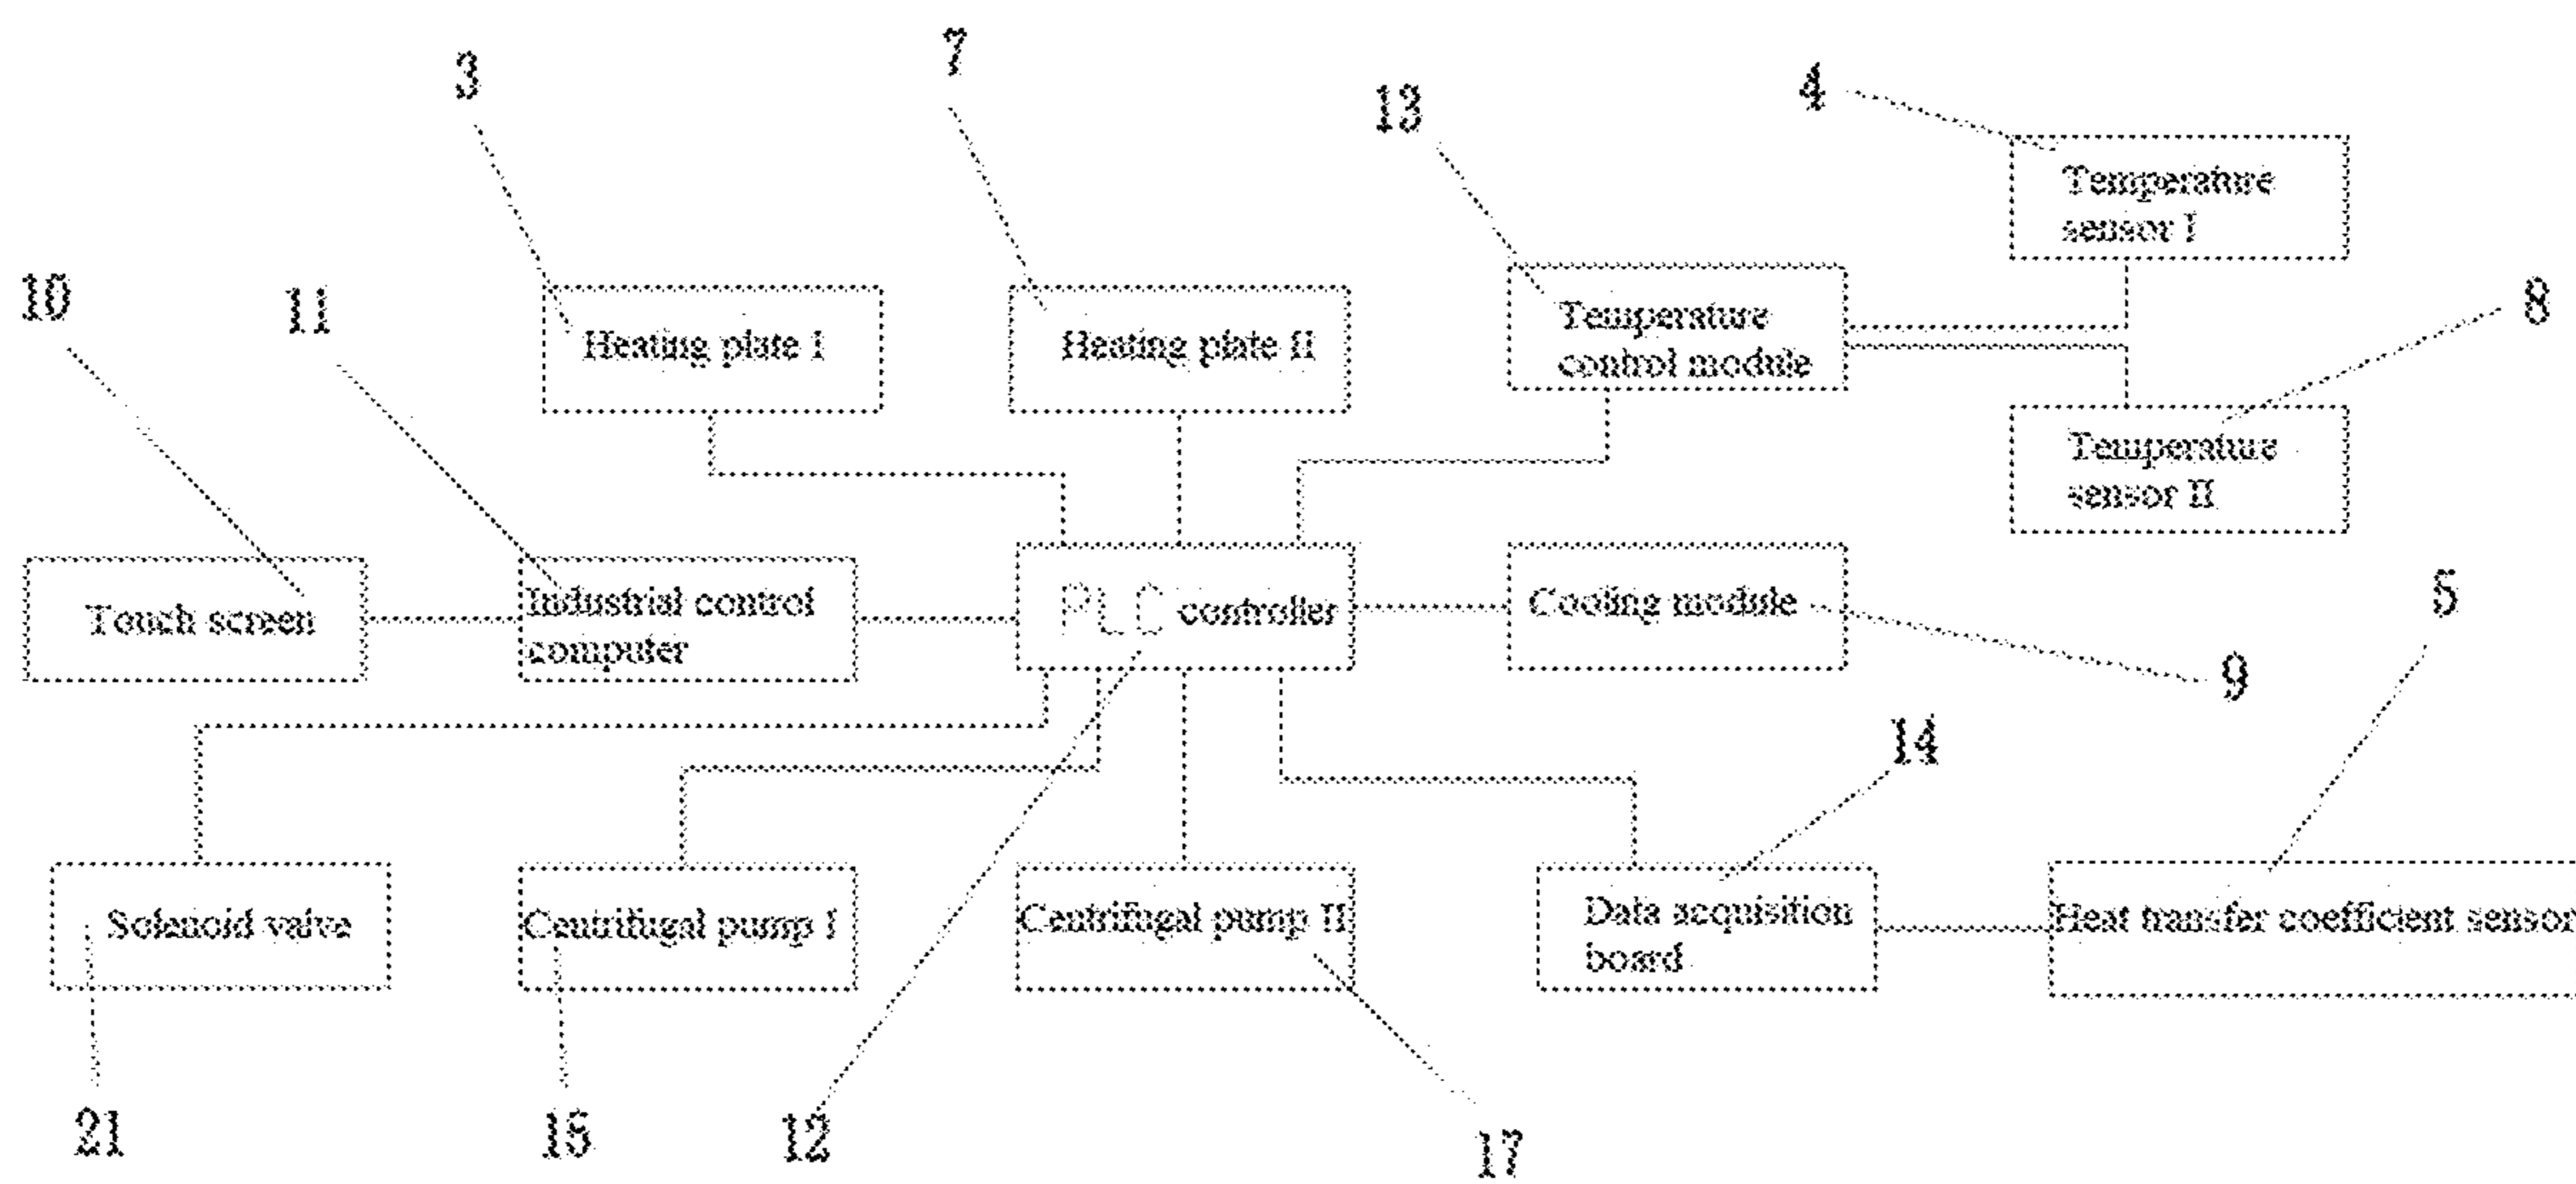 3
7
13
4
Temperature
sensor I
10
11
Heating plate I
Heating plate II
Temperature
control module
8
Temperature
sensor II
Touch screen
Industrial control
computer
PLC controller
Cooling module
9
5
14
Solenoid valve
Centrifugal pump I
Centrifugal pump II
Data acquisition
board
Heat transfer coefficient sensor
21
15
12
17